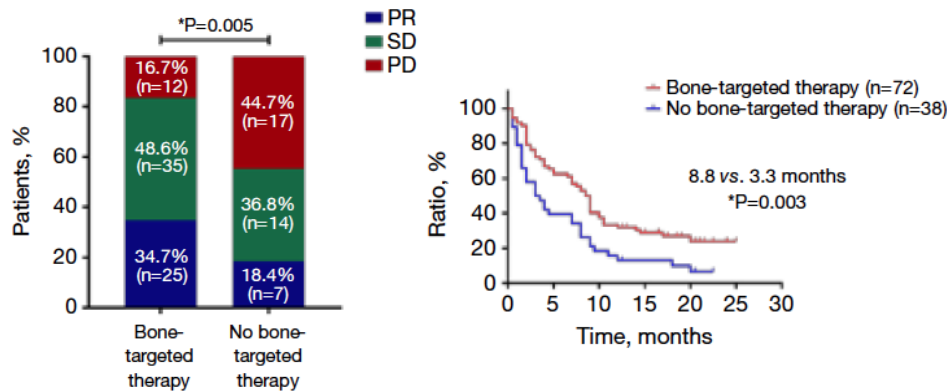 *P=0.005
PR
SD
PD
Patients, %
100
80
60
40
20
0
16.7%
(n=12)
48.6%
(n=35)
34.7%
(n=25)
44.7%
(n=17)
36.8%
(n=14)
18.4%
(n=7)
Bone-
targeted
therapy
No bone-
targeted
therapy
Bone-targeted therapy (n=72)
No bone-targeted therapy (n=38)
Ratio, %
100
80
60
40
20
0
8.8 vs. 3.3 months
*P=0.003
0 5 10 15 20 25 30
Time, months